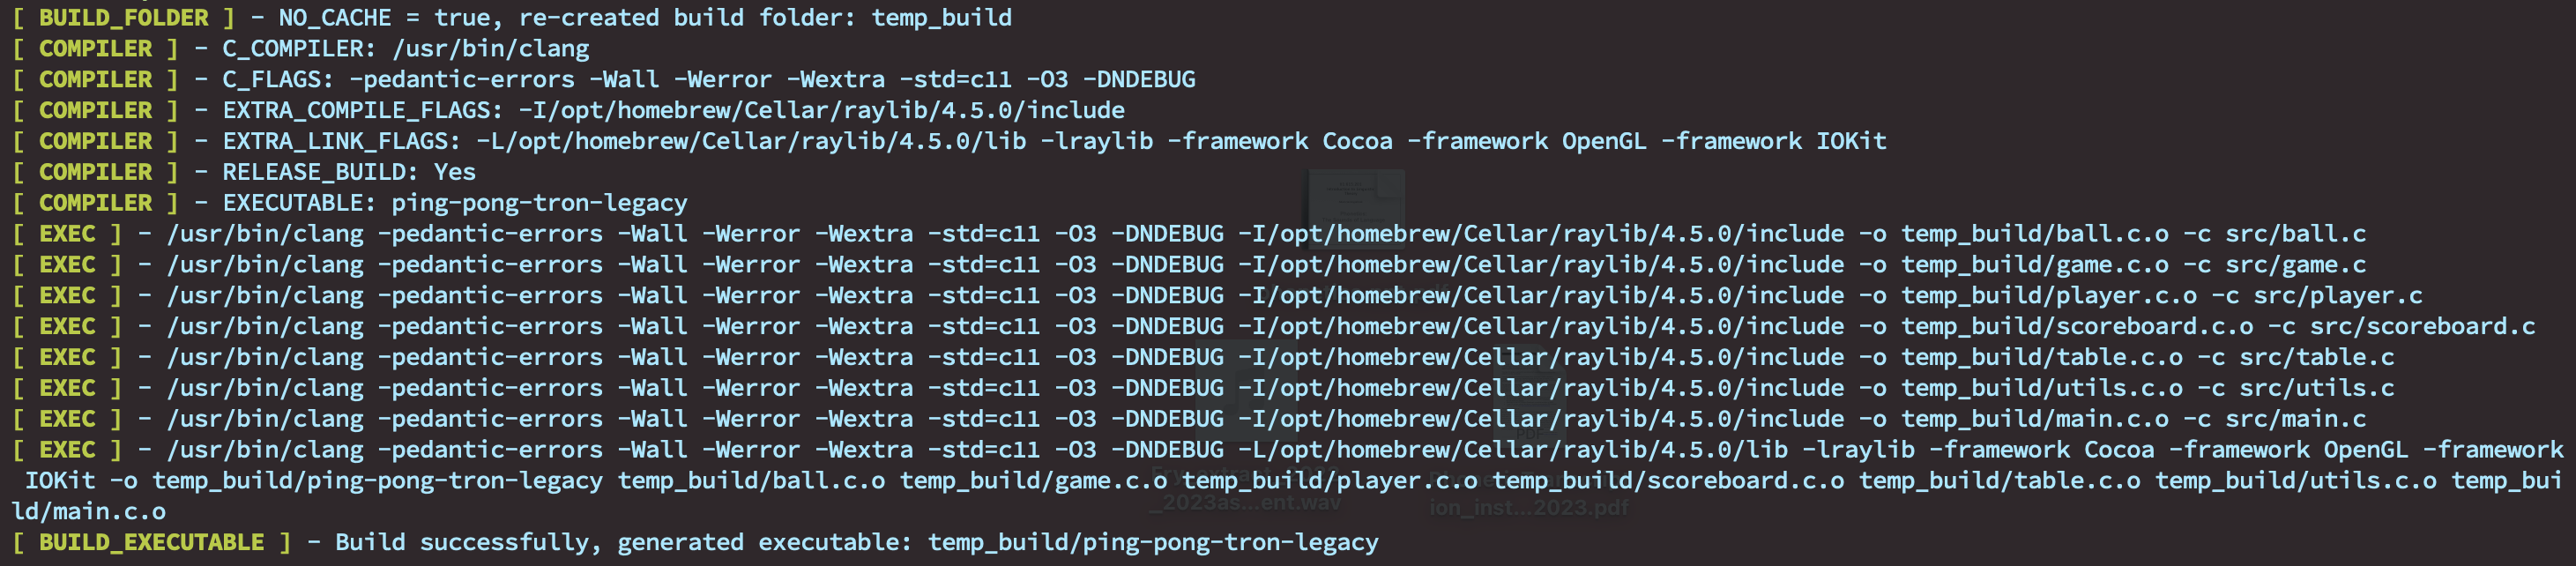 [ BUILD_FOLDER ] - NO_CACHE = true, re-created build folder: temp_build
[ COMPILER ] - C_COMPILER: /usr/bin/clang
[ COMPILER ] - C_FLAGS: -pedantic-errors -Wall -Werror -Wextra -std=c11 -O3 -DNDEBUG
[ COMPILER ] - EXTRA_COMPILE_FLAGS: -I/opt/homebrew/Cellar/raylib/4.5.0/include
[ COMPILER ] - EXTRA_LINK_FLAGS: -L/opt/homebrew/Cellar/raylib/4.5.0/lib -lraylib -framework Cocoa -framework OpenGL -framework IOKit
[ COMPILER ] - RELEASE_BUILD: Yes
[ COMPILER ] - EXECUTABLE: ping-pong-tron-legacy
[ EXEC ] - /usr/bin/clang -pedantic-errors -Wall -Werror -Wextra -std=c11 -O3 -DNDEBUG -I/opt/homebrew/Cellar/raylib/4.5.0/include -o temp_build/ball.c.o -c src/ball.c
[ EXEC ] - /usr/bin/clang -pedantic-errors -Wall -Werror -Wextra -std=c11 -O3 -DNDEBUG -I/opt/homebrew/Cellar/raylib/4.5.0/include -o temp_build/game.c.o -c src/game.c
[ EXEC ] - /usr/bin/clang -pedantic-errors -Wall -Werror -Wextra -std=c11 -O3 -DNDEBUG -I/opt/homebrew/Cellar/raylib/4.5.0/include -o temp_build/player.c.o -c src/player.c
[ EXEC ] - /usr/bin/clang -pedantic-errors -Wall -Werror -Wextra -std=c11 -O3 -DNDEBUG -I/opt/homebrew/Cellar/raylib/4.5.0/include -o temp_build/scoreboard.c.o -c src/scoreboard.c
[ EXEC ] - /usr/bin/clang -pedantic-errors -Wall -Werror -Wextra -std=c11 -O3 -DNDEBUG -I/opt/homebrew/Cellar/raylib/4.5.0/include -o temp_build/table.c.o -c src/table.c
[ EXEC ] - /usr/bin/clang -pedantic-errors -Wall -Werror -Wextra -std=c11 -O3 -DNDEBUG -I/opt/homebrew/Cellar/raylib/4.5.0/include -o temp_build/utils.c.o -c src/utils.c
[ EXEC ] - /usr/bin/clang -pedantic-errors -Wall -Werror -Wextra -std=c11 -O3 -DNDEBUG -I/opt/homebrew/Cellar/raylib/4.5.0/include -o temp_build/main.c.o -c src/main.c
[ EXEC ] - /usr/bin/clang -pedantic-errors -Wall -Werror -Wextra -std=c11 -O3 -DNDEBUG -L/opt/homebrew/Cellar/raylib/4.5.0/lib -lraylib -framework Cocoa -framework OpenGL -framework
IOKit -o temp_build/ping-pong-tron-legacy temp_build/ball.c.o temp_build/game.c.o temp_build/player.c.o temp_build/scoreboard.c.o temp_build/table.c.o temp_build/utils.c.o temp_bui
ld/main.c.o
_2023as...ent.wav
ion_inst...2023.pdf
[ BUILD_EXECUTABLE ] - Build successfully, generated executable: temp_build/ping-pong-tron-legacy